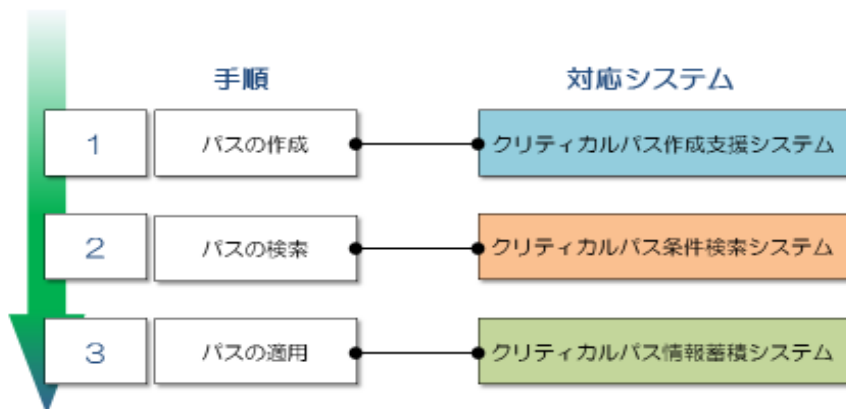 手順 対応システム
1 パスの作成 クリティカルパス作成支援システム
2 パスの検索 クリティカルパス条件検索システム
3 パスの適用 クリティカルパス情報蓄積システム